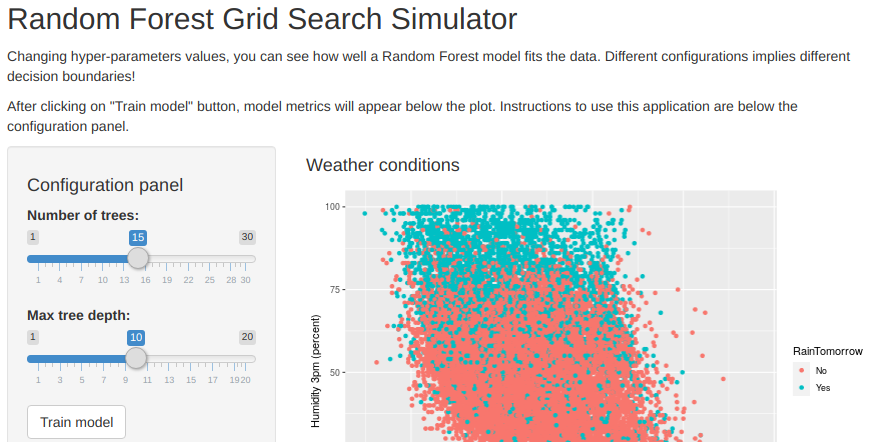 Random Forest Grid Search Simulator
Changing hyper-parameters values, you can see how well a Random Forest model fits the data. Different configurations implies different
decision boundaries!
After clicking on "Train model" button, model metrics will appear below the plot. Instructions to use this application are below the
configuration panel.
Configuration panel
Number of trees:
1 15 30
1 4 7 10 13 16 19 22 25 28 30
Max tree depth:
1 10 20
1 3 5 7 9 11 13 15 17 19 20
Train model
Weather conditions
100
75
50
Humidity 3pm (percent)
RainTomorrow
No
Yes